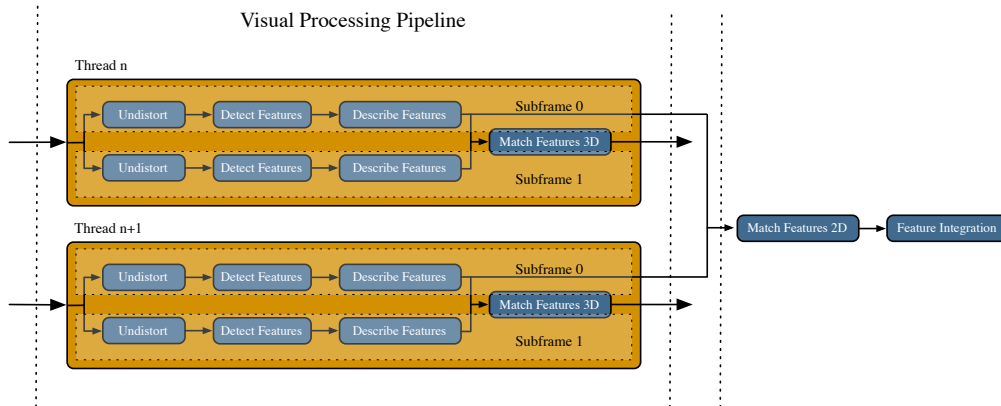 Visual Processing Pipeline
Thread n
Subframe 0
Undistort
Detect Features
Describe Features
Match Features 3D
Undistort
Detect Features
Describe Features
Subframe 1
Thread n+1
Match Features 2D
Feature Integration
Subframe 0
Undistort
Detect Features
Describe Features
Match Features 3D
Undistort
Detect Features
Describe Features
Subframe 1